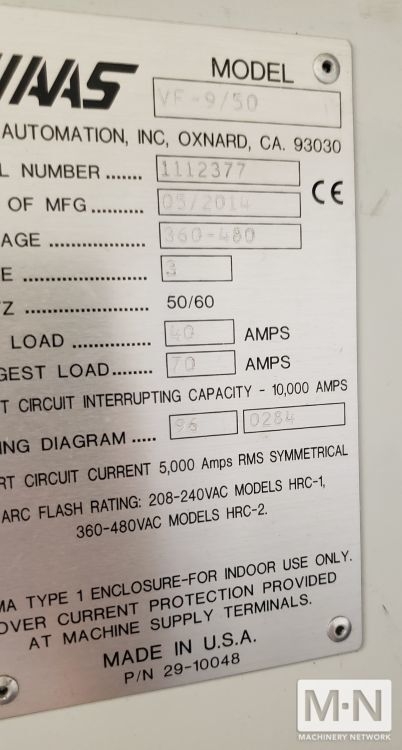 HAAS
MODEL
VF-9/50
AUTOMATION, INC, OXNARD, CA. 93030
L NUMBER ....... 1112377
OF MFG ......... 05/2014
CE
AGE ................. 360-480
E ...................... 3
TZ ...................... 50/60
LOAD .............. 40 AMPS
GEST LOAD........ 70 AMPS
T CIRCUIT INTERRUPTING CAPACITY - 10,000 AMPS
ING DIAGRAM ..... 96 0284
RT CIRCUIT CURRENT 5,000 Amps RMS SYMMETRICAL
ARC FLASH RATING: 208-240VAC MODELS HRC-1,
360-480VAC MODELS HRC-2.
MA TYPE 1 ENCLOSURE-FOR INDOOR USE ONLY.
OVER CURRENT PROTECTION PROVIDED
AT MACHINE SUPPLY TERMINALS.
MADE IN U.S.A.
P/N 29-10048
M·N
MACHINERY NETWORK